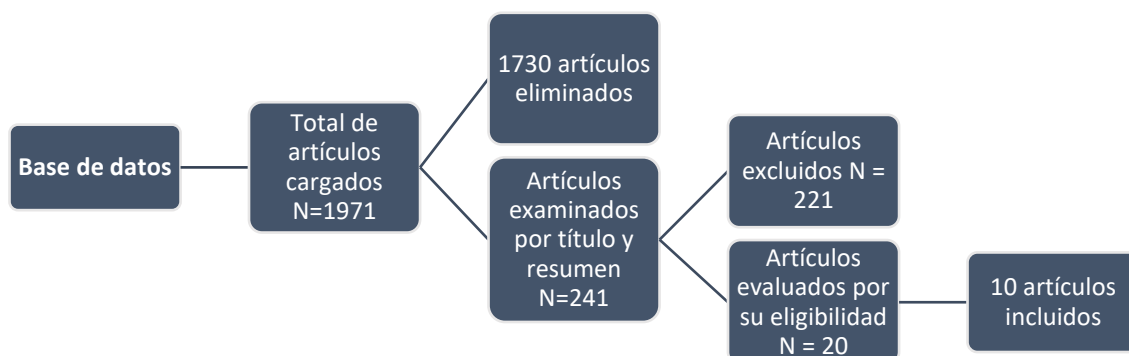 Base de datos
Total de
artículos
cargados
N=1971
1730 artículos
eliminados
Artículos
examinados
por título y
resumen
N=241
Artículos
excluidos N =
221
Artículos
evaluados por
su eligibilidad
N = 20
10 artículos
incluidos